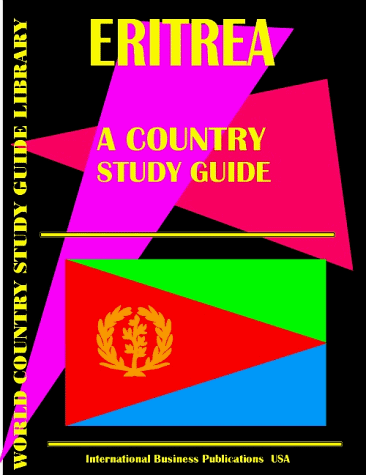 ERITREA
A COUNTRY
STUDY GUIDE
WORLD COUNTRY STUDY GUIDE LIBRARY
International Business Publications USA